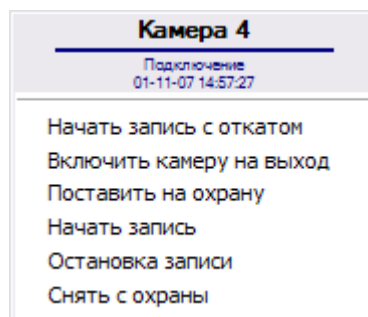 Камера 4
Подключение
01-11-07 14:57:27
Начать запись с откатом
Включить камеру на выход
Поставить на охрану
Начать запись
Остановка записи
Снять с охраны